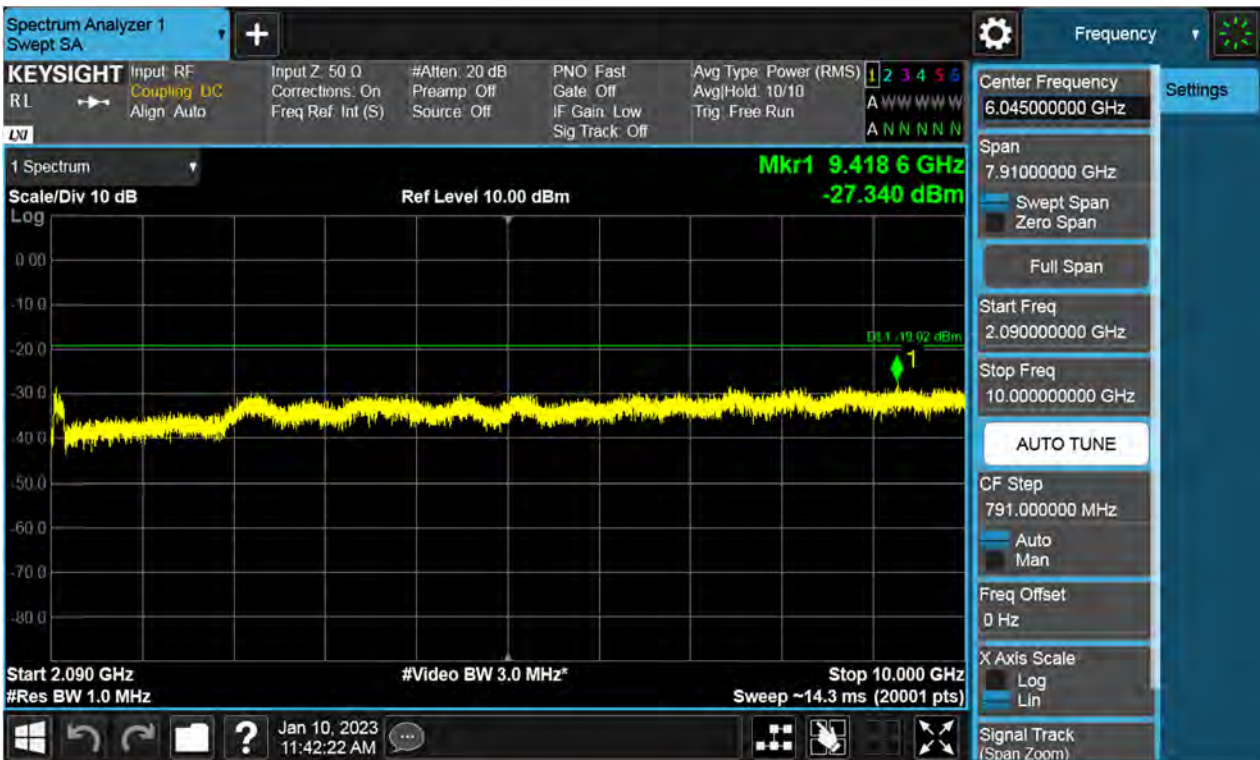 Spectrum Analyzer 1
Swept SA
+
Frequency
KEYSIGHT
RL
LXI
Input: RF
Coupling: DC
Align: Auto
Input Z: 50 Ω
Corrections: On
Freq Ref: Int (S)
#Atten: 20 dB
Preamp: Off
Source: Off
PNO: Fast
Gate: Off
IF Gain: Low
Sig Track: Off
Avg Type: Power (RMS)
Avg|Hold: 10/10
Trig: Free Run
1 2 3 4 5 6
A W W W W W
A N N N N N
1 Spectrum
Scale/Div 10 dB
Log
Ref Level 10.00 dBm
Mkr1 9.418 6 GHz
-27.340 dBm
0.00
-10.0
-20.0
-30.0
-40.0
-50.0
-60.0
-70.0
-80.0
DL1 -19.02 dBm
1
Start 2.090 GHz
#Res BW 1.0 MHz
#Video BW 3.0 MHz*
Stop 10.000 GHz
Sweep ~14.3 ms (20001 pts)
Center Frequency
6.045000000 GHz
Settings
Span
7.91000000 GHz
Swept Span
Zero Span
Full Span
Start Freq
2.090000000 GHz
Stop Freq
10.000000000 GHz
AUTO TUNE
CF Step
791.000000 MHz
Auto
Man
Freq Offset
0 Hz
X Axis Scale
Log
Lin
Signal Track
(Span Zoom)
?
Jan 10, 2023
11:42:22 AM